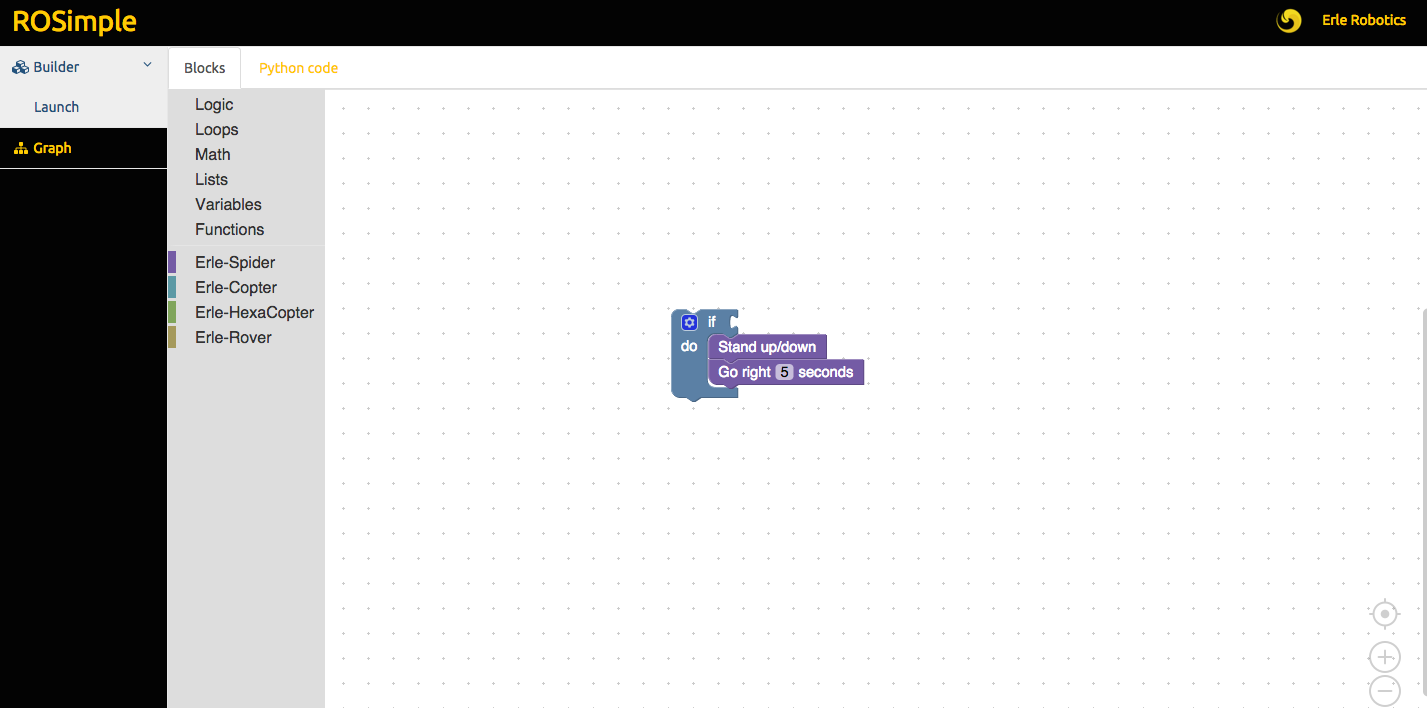 ROSimple
Erle Robotics
Builder
Launch
Graph
Blocks
Python code
Logic
Loops
Math
Lists
Variables
Functions
Erle-Spider
Erle-Copter
Erle-HexaCopter
Erle-Rover
if
do
Stand up/down
Go right 5 seconds